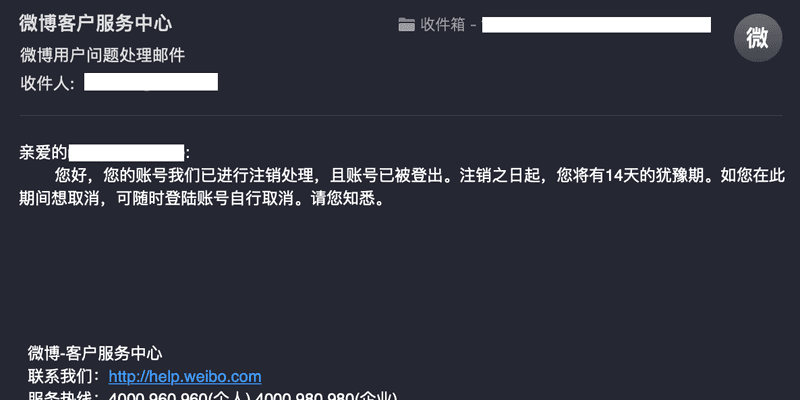 微博客户服务中心
收件箱 -
微
微博用户问题处理邮件
收件人:
亲爱的 :
您好，您的账号我们已进行注销处理，且账号已被登出。注销之日起，您将有14天的犹豫期。如您在此
期间想取消，可随时登陆账号自行取消。请您知悉。
微博-客户服务中心
联系我们：http://help.weibo.com
服务热线：4000 960 960(个人) 4000 980 980(企业)